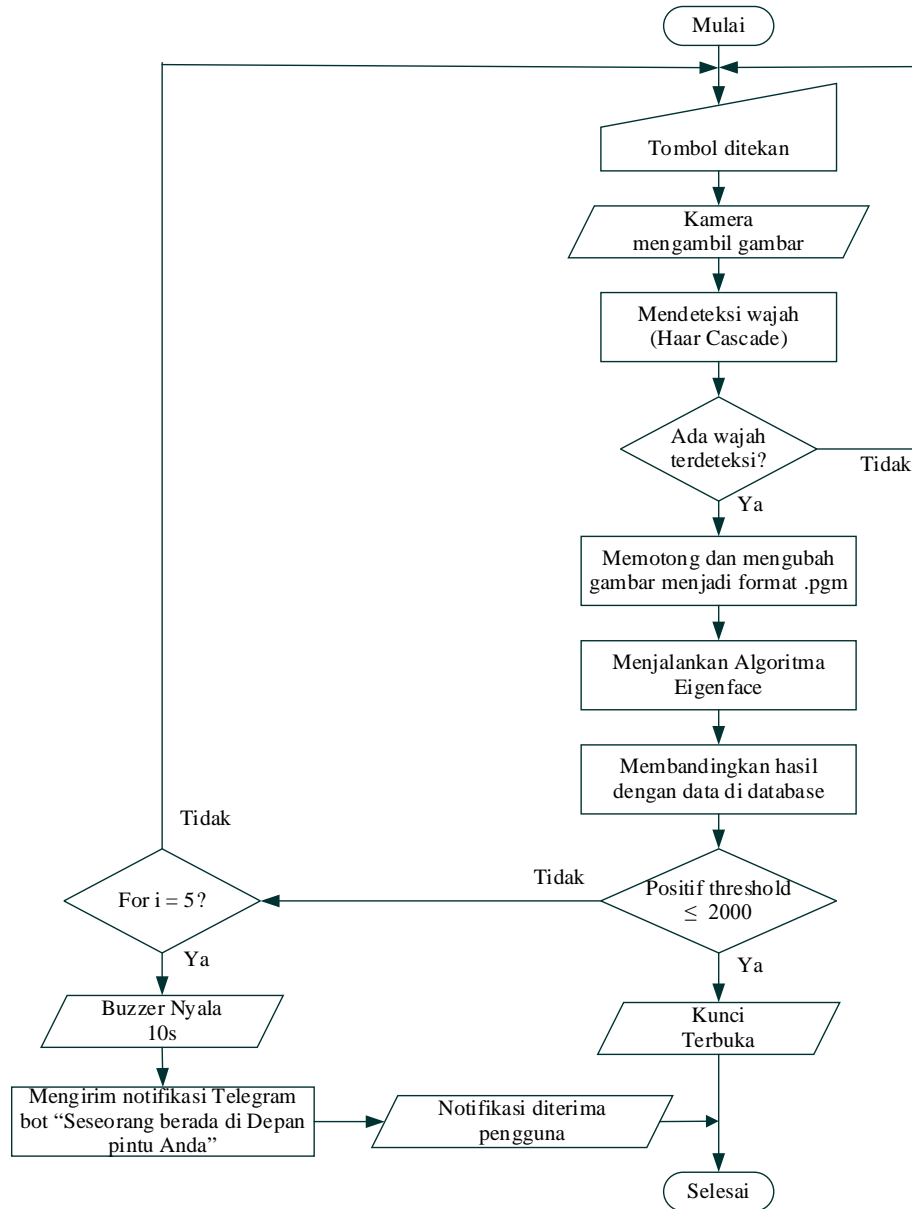 Mulai
Tombol ditekan
Kamera
mengambil gambar
Mendeteksi wajah
(Haar Cascade)
Ada wajah
terdeteksi?
Tidak
Ya
Memotong dan mengubah
gambar menjadi format .pgm
Menjalankan Algoritma
Eigenface
Membandingkan hasil
dengan data di database
Positif threshold
≤ 2000
Tidak
For i = 5?
Tidak
Ya
Buzzer Nyala
10s
Mengirim notifikasi Telegram
bot “Seseorang berada di Depan
pintu Anda”
Notifikasi diterima
pengguna
Ya
Kunci
Terbuka
Selesai